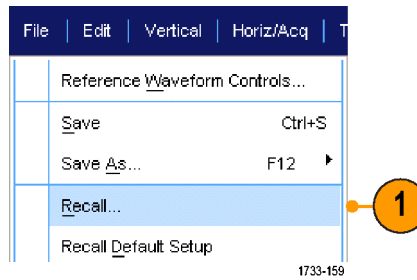 File | Edit | Vertical | Horiz/Acq | T
Reference Waveform Controls...
Save Ctrl+S
Save As... F12
Recall... 1
Recall Default Setup
1733-159